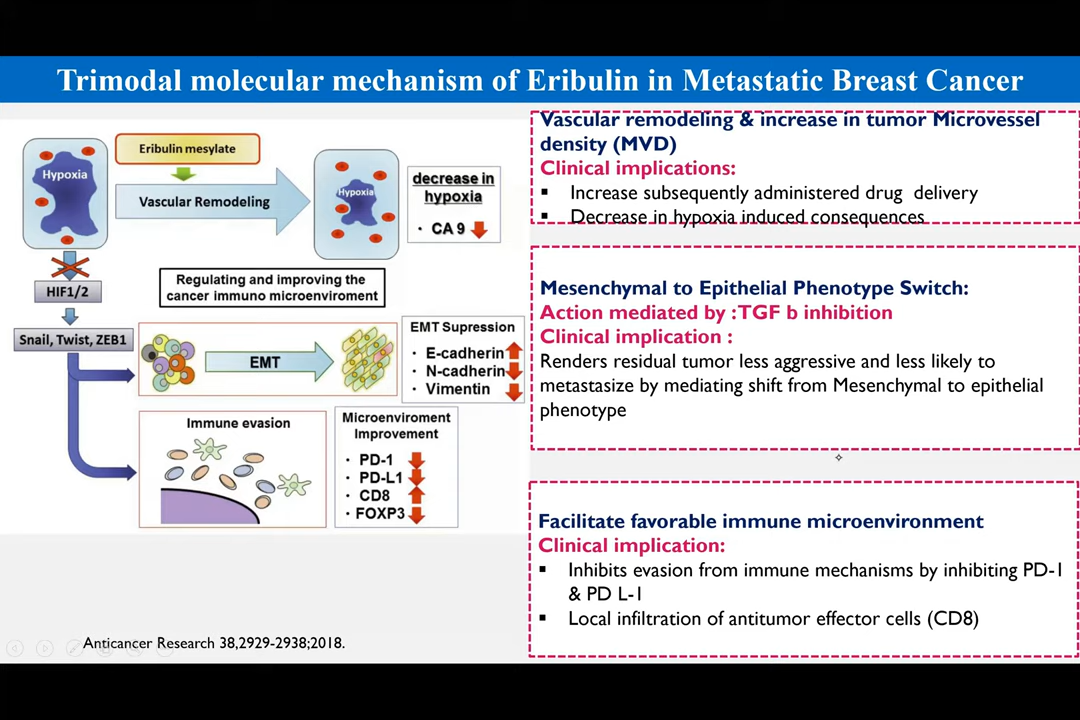 Trimodal molecular mechanism of Eribulin in Metastatic Breast Cancer
Hypoxia
Eribulin mesylate
Vascular Remodeling
Hypoxia
decrease in
hypoxia
· CA 9
HIF1/2
Regulating and improving the
cancer immuno microenviroment
Snail, Twist, ZEB1
EMT
EMT Supression
· E-cadherin
· N-cadherin
· Vimentin
Immune evasion
Microenviroment
Improvement
· PD-1
· PD-L1
· CD8
· FOXP3
Anticancer Research 38,2929-2938;2018.
Vascular remodeling & increase in tumor Microvessel
density (MVD)
Clinical implications:
▪ Increase subsequently administered drug delivery
▪ Decrease in hypoxia induced consequences
Mesenchymal to Epithelial Phenotype Switch:
Action mediated by :TGF b inhibition
Clinical implication :
Renders residual tumor less aggressive and less likely to
metastasize by mediating shift from Mesenchymal to epithelial
phenotype
Facilitate favorable immune microenvironment
Clinical implication:
▪ Inhibits evasion from immune mechanisms by inhibiting PD-1
& PD L-1
▪ Local infiltration of antitumor effector cells (CD8)